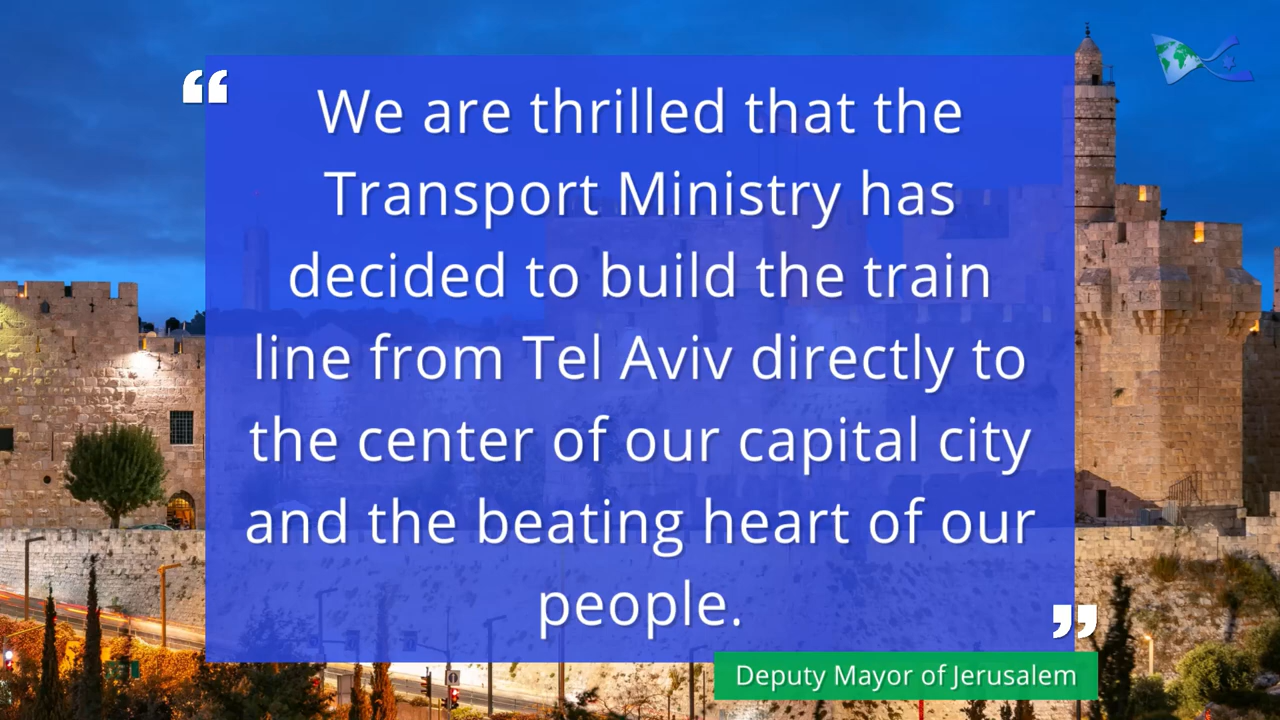 “
We are thrilled that the
Transport Ministry has
decided to build the train
line from Tel Aviv directly to
the center of our capital city
and the beating heart of our
people.
”
Deputy Mayor of Jerusalem